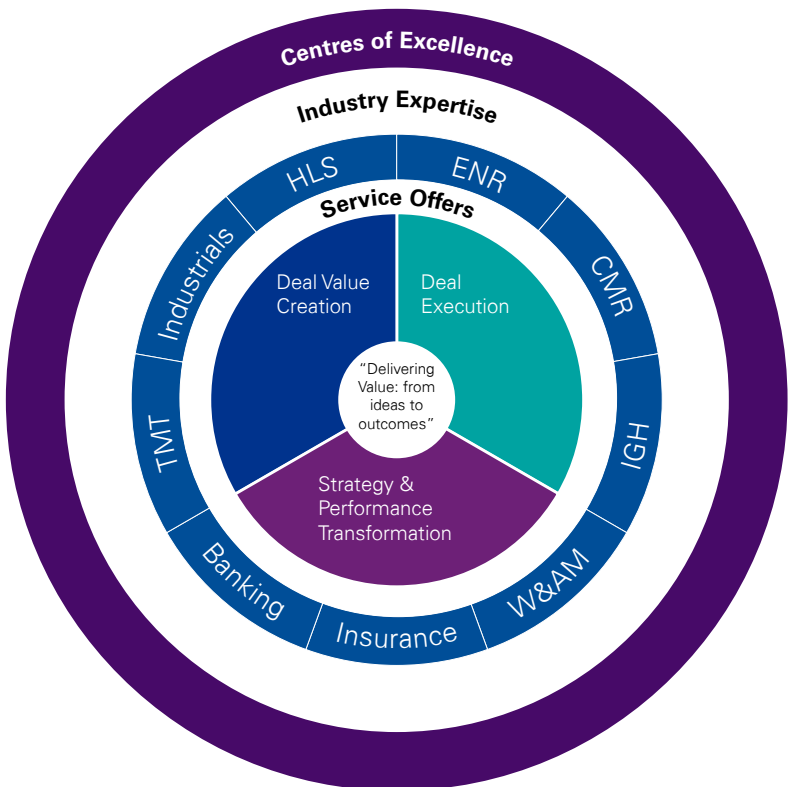 Centres of Excellence
Industry Expertise
HLS
ENR
Service Offers
Industrials
CMR
Deal Value
Creation
Deal
Execution
“Delivering
Value: from
ideas to
outcomes”
TMT
IGH
Strategy &
Performance
Transformation
Banking
W&AM
Insurance